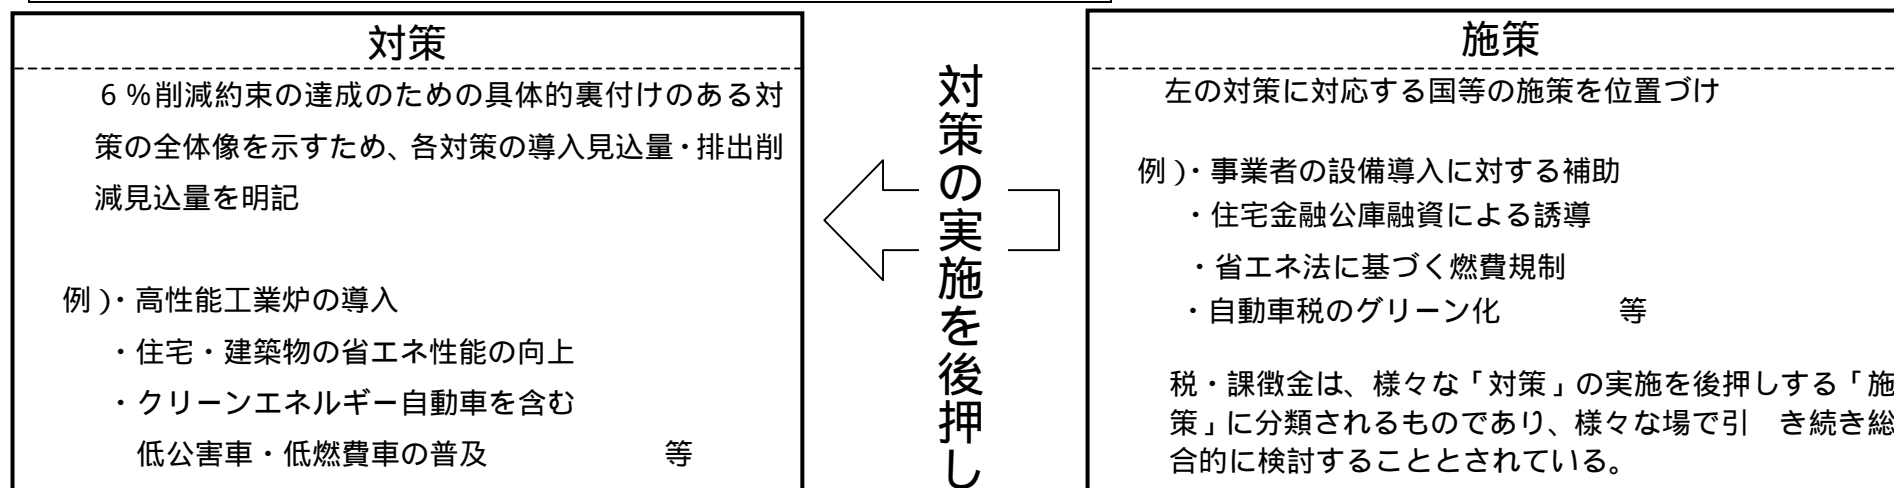 対策
６％削減約束の達成のための具体的裏付けのある対
策の全体像を示すため、各対策の導入見込量・排出削
減見込量を明記
例）・高性能工業炉の導入
・住宅・建築物の省エネ性能の向上
・クリーンエネルギー自動車を含む
低公害車・低燃費車の普及　等
対策の実施を後押し
施策
左の対策に対応する国等の施策を位置づけ
例）・事業者の設備導入に対する補助
・住宅金融公庫融資による誘導
・省エネ法に基づく燃費規制
・自動車税のグリーン化　等
税・課徴金は、様々な「対策」の実施を後押しする「施
策」に分類されるものであり、様々な場で引　き続き総
合的に検討することとされている。